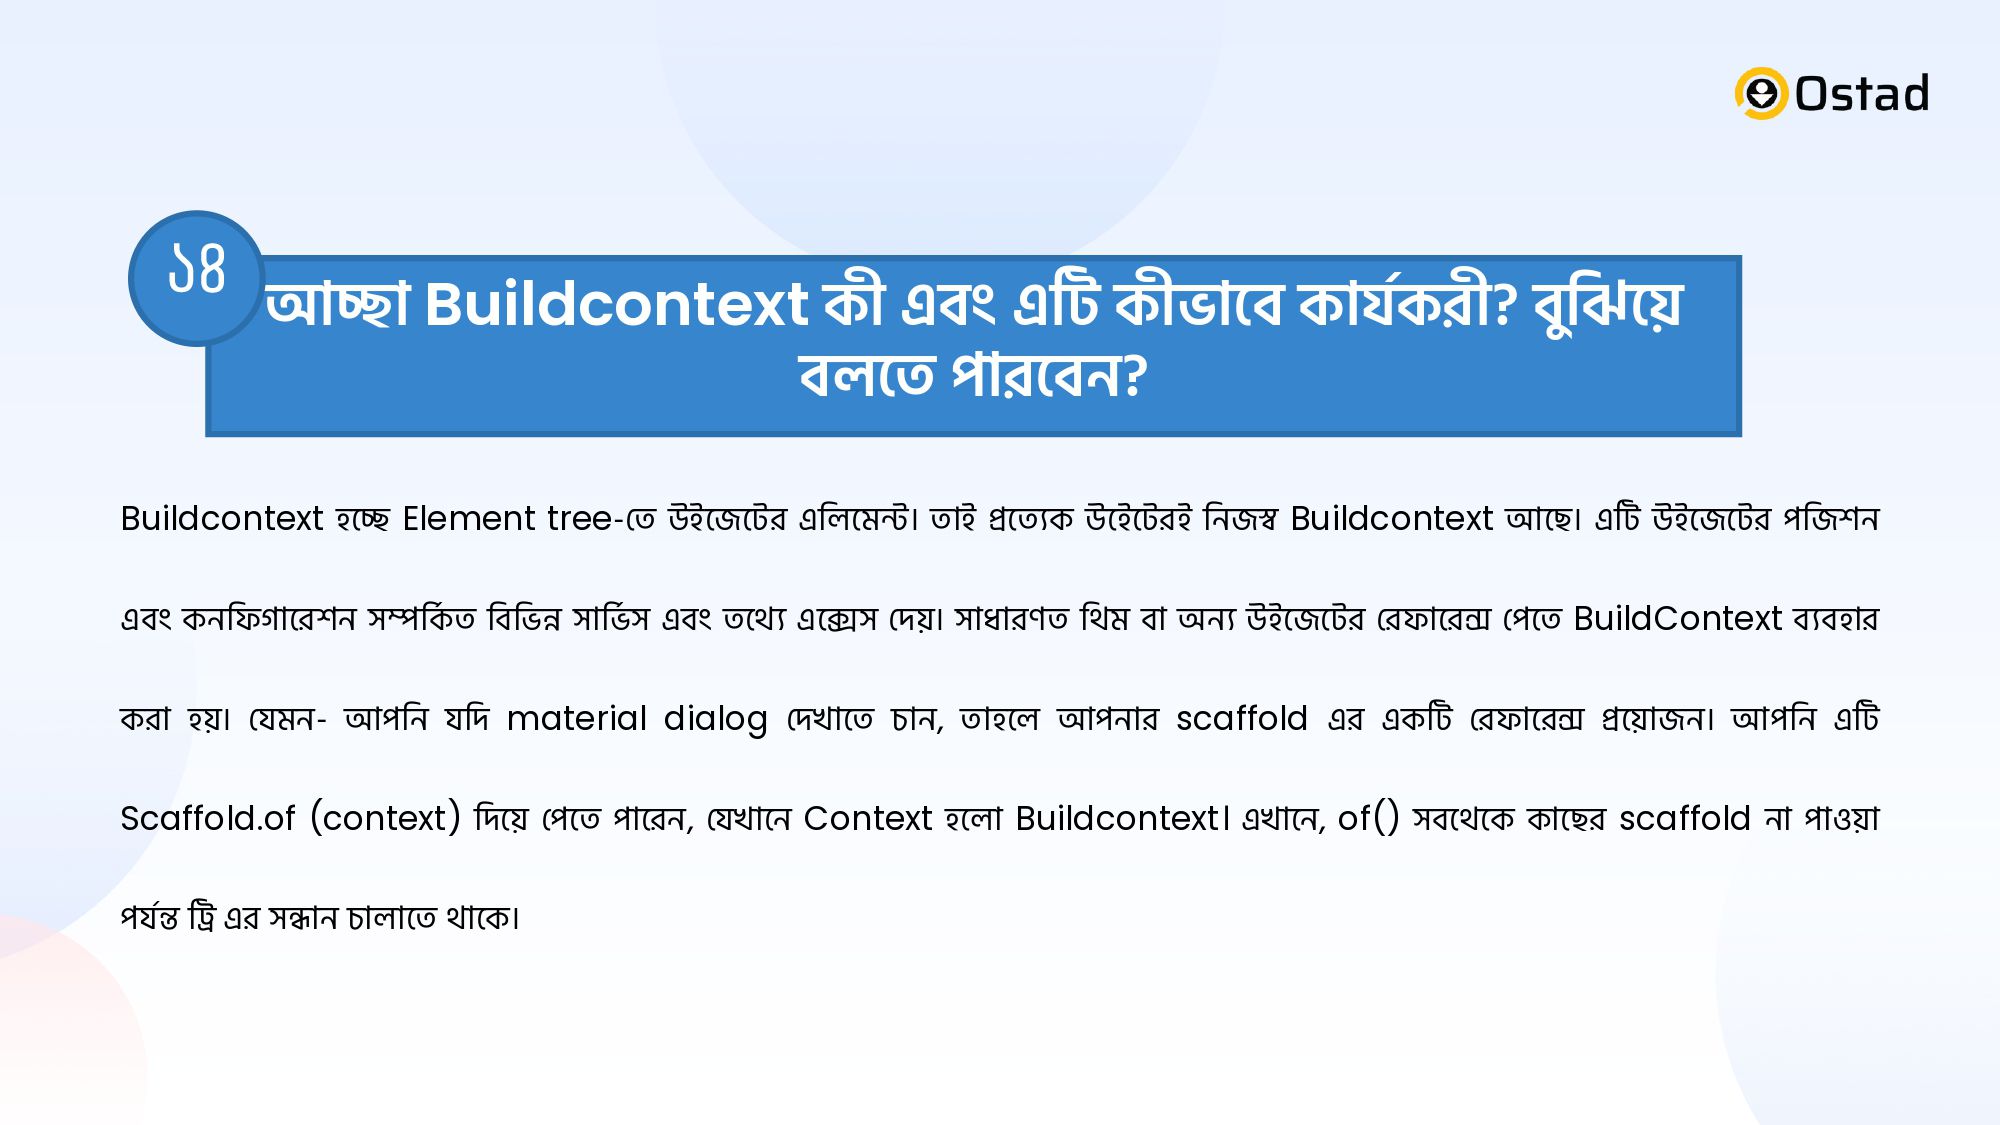 Ostad
১৪
আচ্ছা Buildcontext কী এবং এটি কীভাবে কার্যকরী? বুঝিয়ে
বলতে পারবেন?
Buildcontext হচ্ছে Element tree-তে উইজেটের এলিমেন্ট। তাই প্রত্যেক উইেটেরই নিজস্ব Buildcontext আছে। এটি উইজেটের পজিশন
এবং কনফিগারেশন সম্পর্কিত বিভিন্ন সার্ভিস এবং তথ্যে এক্সেস দেয়। সাধারণত থিম বা অন্য উইজেটের রেফারেন্স পেতে BuildContext ব্যবহার
করা হয়। যেমন- আপনি যদি material dialog দেখাতে চান, তাহলে আপনার scaffold এর একটি রেফারেন্স প্রয়োজন। আপনি এটি
Scaffold.of (context) দিয়ে পেতে পারেন, যেখানে Context হলো Buildcontext। এখানে, of() সবথেকে কাছের scaffold না পাওয়া
পর্যন্ত ট্রি এর সন্ধান চালাতে থাকে।